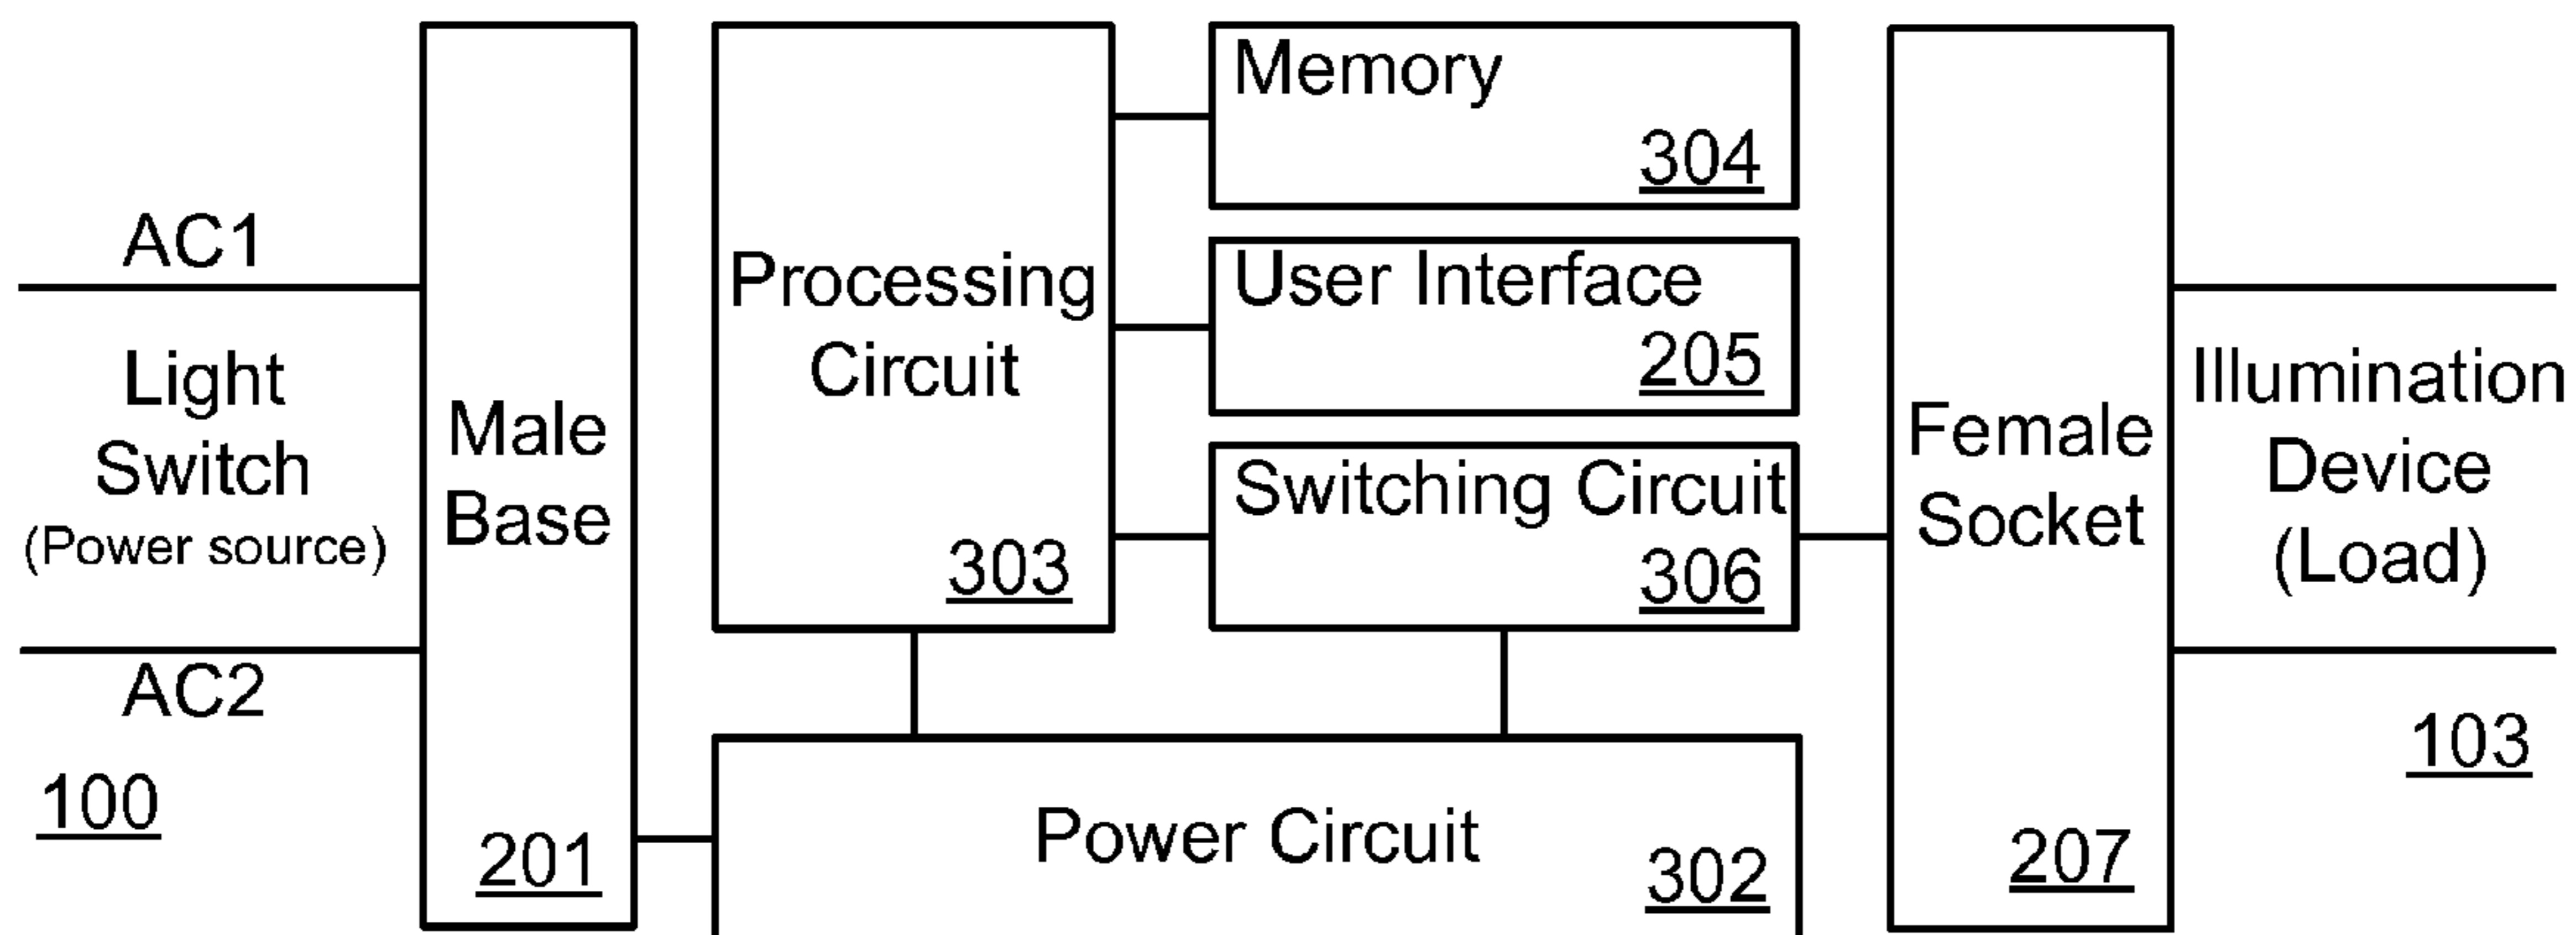 AC1
Light
Switch
(Power source)
AC2
100
Male
Base
201
Processing
Circuit
303
Memory
304
User Interface
205
Switching Circuit
306
Power Circuit
302
Female
Socket
207
Illumination
Device
(Load)
103